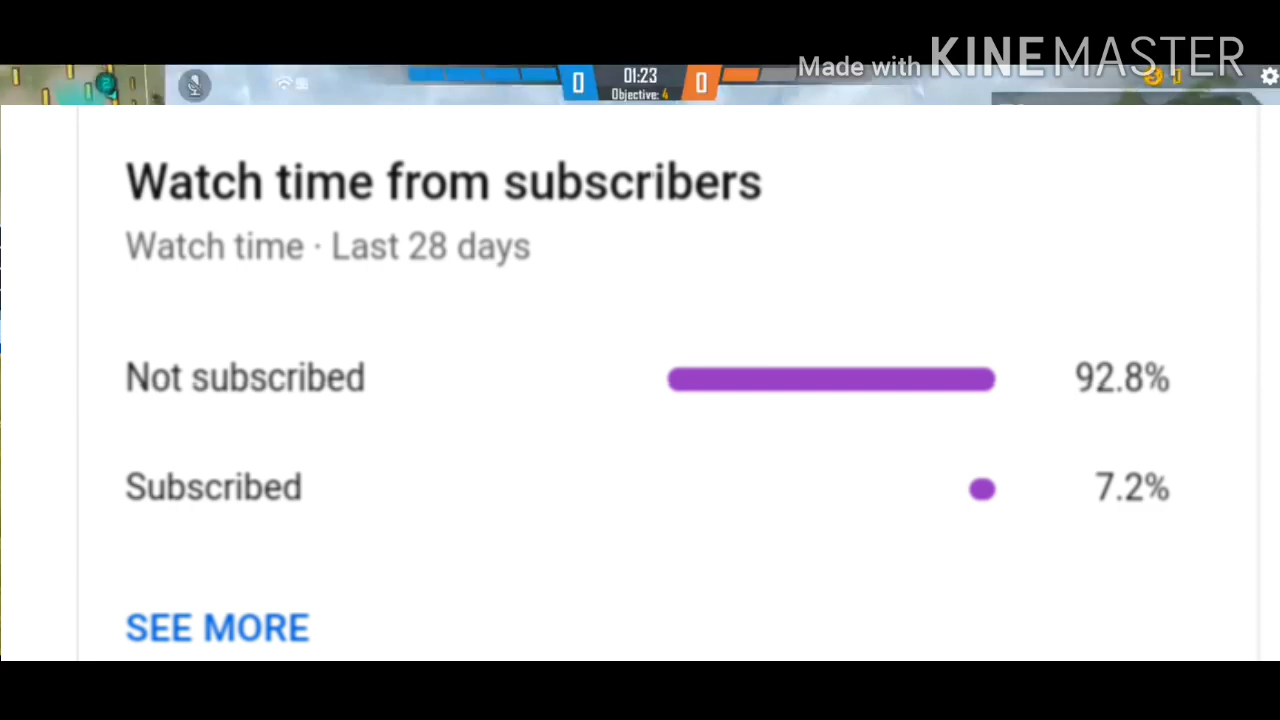 Made with KINEMASTER
0 01:23 0
Objective: 4
Watch time from subscribers
Watch time · Last 28 days
Not subscribed 92.8%
Subscribed 7.2%
SEE MORE